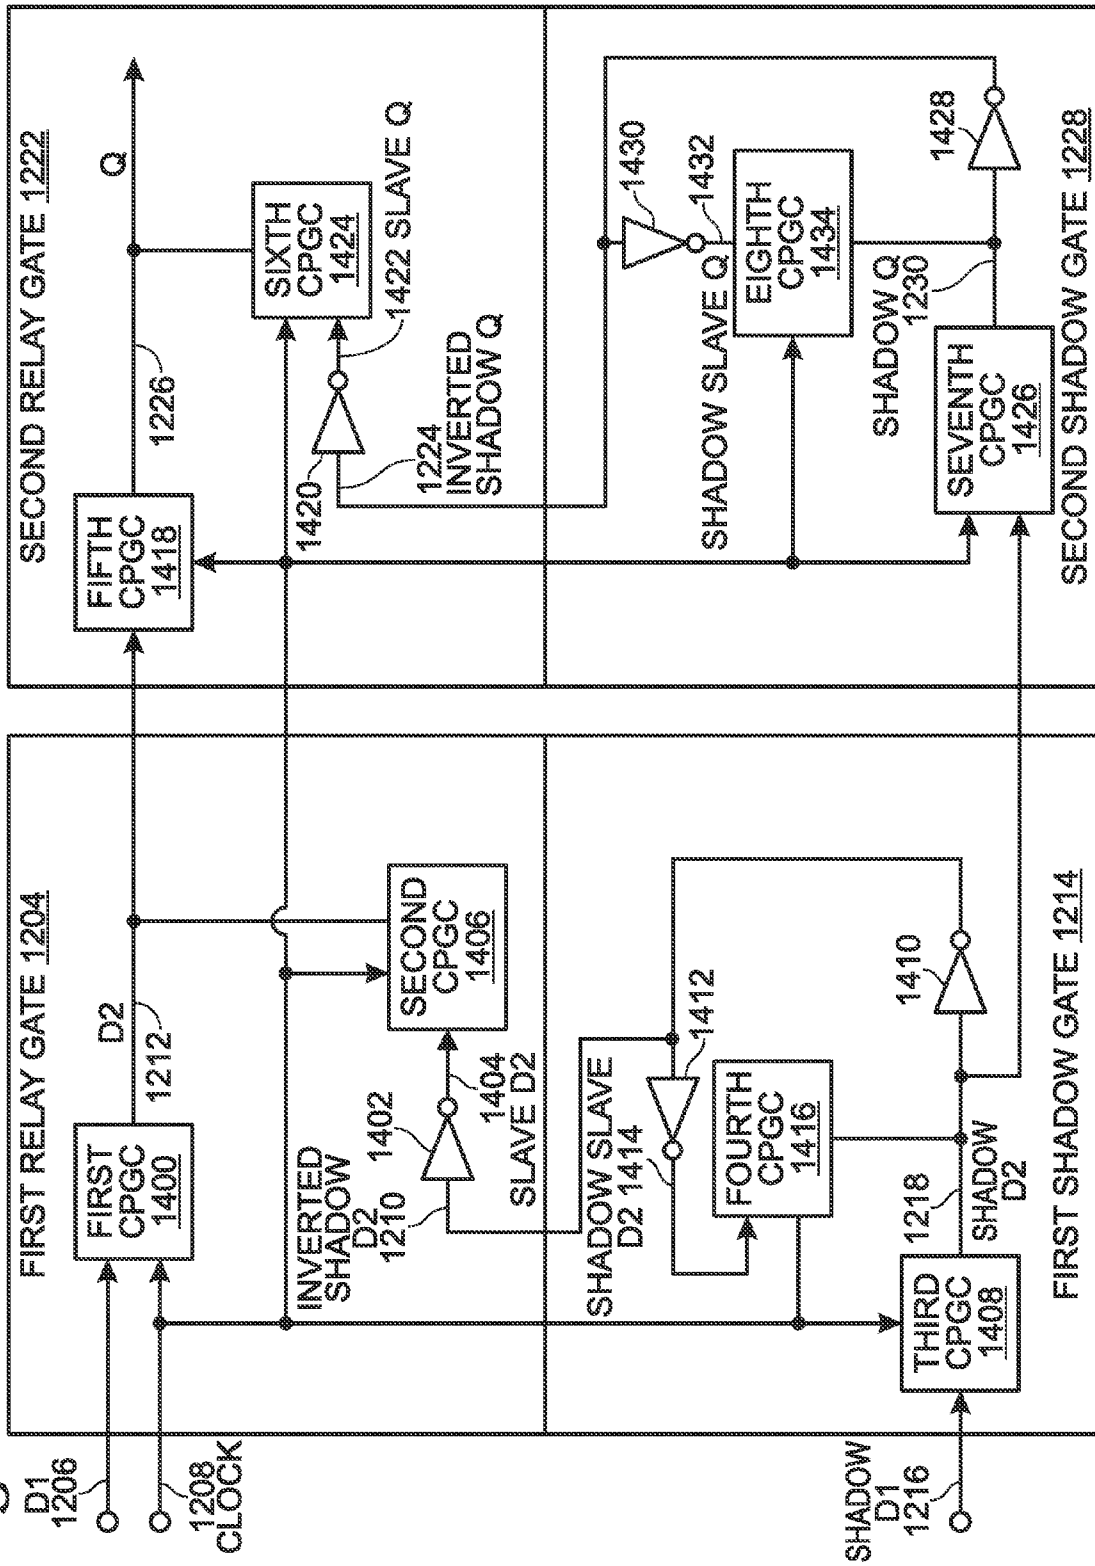 D1
1206
1208
CLOCK
SHADOW
D1
1216
FIRST RELAY GATE 1204
FIRST
CPGC
1400
D2
1212
INVERTED
SHADOW
D2
1210
1402
1404
SLAVE D2
SECOND
CPGC
1406
SHADOW SLAVE
D2 1414
1412
FOURTH
CPGC
1416
1410
THIRD
CPGC
1408
1218
SHADOW
D2
FIRST SHADOW GATE 1214
SECOND RELAY GATE 1222
FIFTH
CPGC
1418
1226
Q
SIXTH
CPGC
1424
1420
1422 SLAVE Q
1224
INVERTED
SHADOW Q
1430
1432
SHADOW SLAVE Q
EIGHTH
CPGC
1434
SHADOW Q
1230
1428
SEVENTH
CPGC
1426
SECOND SHADOW GATE 1228